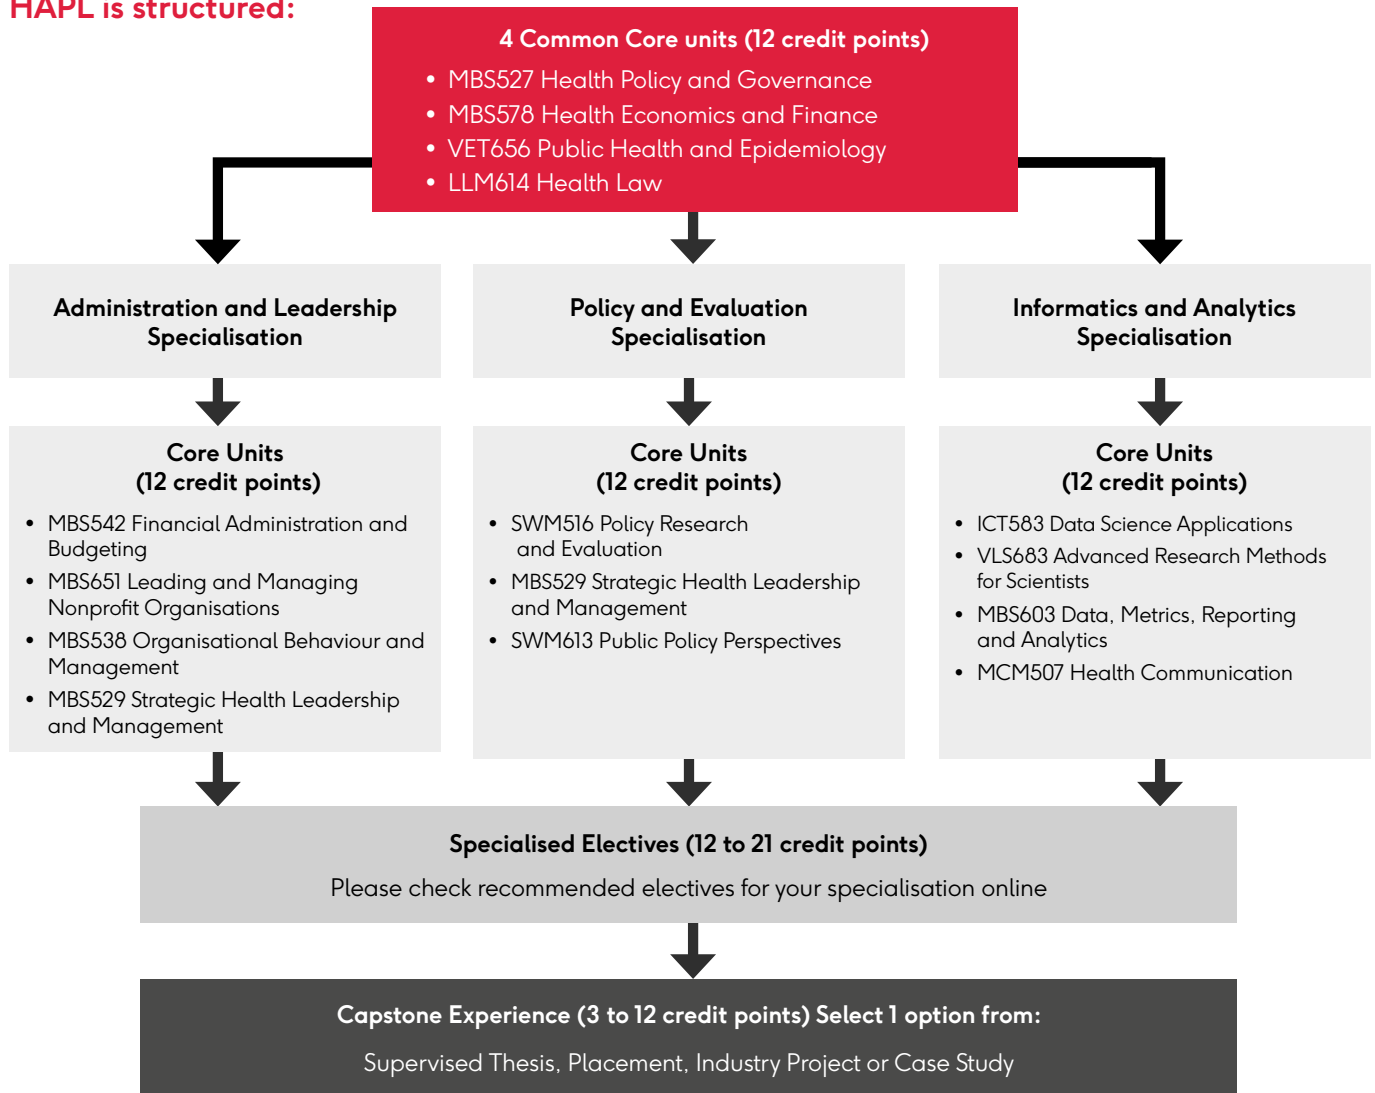 HAPL is structured:
4 Common Core units (12 credit points)
• MBS527 Health Policy and Governance
• MBS578 Health Economics and Finance
• VET656 Public Health and Epidemiology
• LLM614 Health Law
Administration and Leadership
Specialisation
Policy and Evaluation
Specialisation
Informatics and Analytics
Specialisation
Core Units
(12 credit points)
• MBS542 Financial Administration and
Budgeting
• MBS651 Leading and Managing
Nonprofit Organisations
• MBS538 Organisational Behaviour and
Management
• MBS529 Strategic Health Leadership
and Management
Core Units
(12 credit points)
• SWM516 Policy Research
and Evaluation
• MBS529 Strategic Health Leadership
and Management
• SWM613 Public Policy Perspectives
Core Units
(12 credit points)
• ICT583 Data Science Applications
• VLS683 Advanced Research Methods
for Scientists
• MBS603 Data, Metrics, Reporting
and Analytics
• MCM507 Health Communication
Specialised Electives (12 to 21 credit points)
Please check recommended electives for your specialisation online
Capstone Experience (3 to 12 credit points) Select 1 option from:
Supervised Thesis, Placement, Industry Project or Case Study